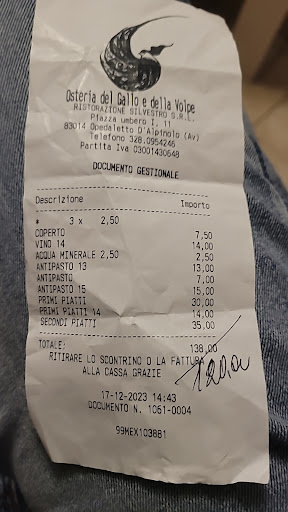 Osteria del Gallo e della Volpe
RISTORAZIONE SILVESTRO S.R.L.
Piazza umbero I, 11
83014 Ospedaletto D'Alpinolo (Av)
Telefono 328.0954246
Partita Iva 03001430648
DOCUMENTO GESTIONALE
Descrizione Importo
* 3 x 2,50
COPERTO 7,50
VINO 14 14,00
ACQUA MINERALE 2,50 2,50
ANTIPASTO 13 13,00
ANTIPASTO 7,00
ANTIPASTO 15 15,00
PRIMI PIATTI 30,00
PRIMI PIATTI 14 14,00
SECONDI PIATTI 35,00
TOTALE: 138,00
RITIRARE LO SCONTRINO O LA FATTURA
ALLA CASSA GRAZIE
17-12-2023 14:43
DOCUMENTO N. 1061-0004
99MEX103881